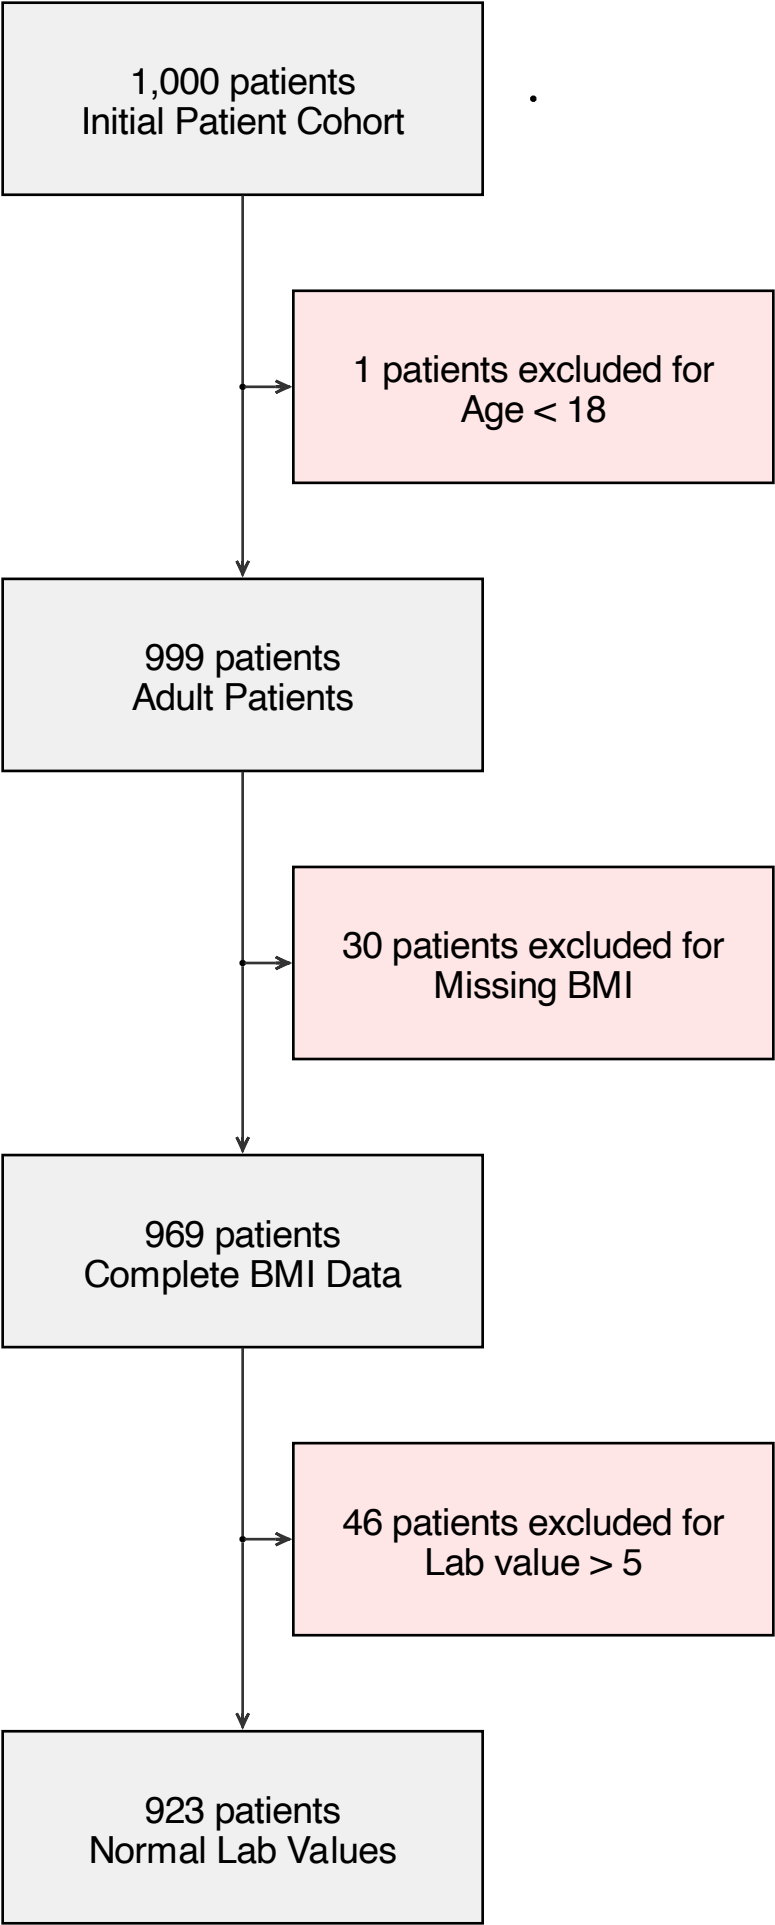 1,000 patients
Initial Patient Cohort
1 patients excluded for
Age < 18
999 patients
Adult Patients
30 patients excluded for
Missing BMI
969 patients
Complete BMI Data
46 patients excluded for
Lab value > 5
923 patients
Normal Lab Values